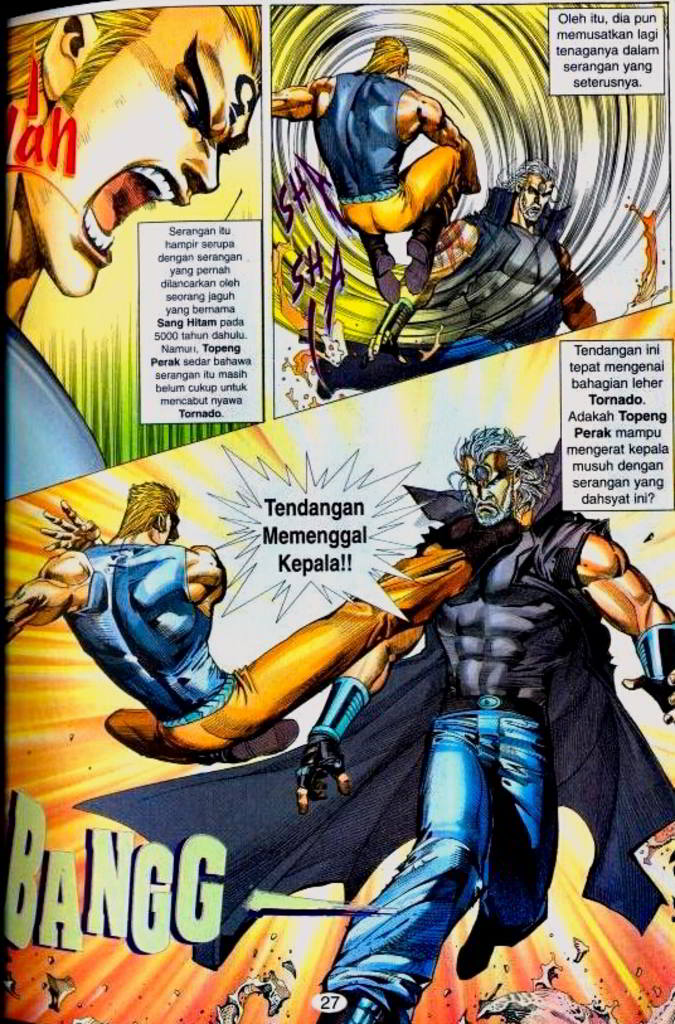 lah
Serangan itu
hampir serupa
dengan serangan
yang pernah
dilancarkan oleh
seorang jaguh
yang bernama
Sang Hitam pada
5000 tahun dahulu.
Namun, Topeng
Perak sedar bahawa
serangan itu masih
belum cukup untuk
mencabut nyawa
Tornado.
Oleh itu, dia pun
memusatkan lagi
tenaganya dalam
serangan yang
seterusnya.
SHA
SHA
Tendangan ini
tepat mengenai
bahagian leher
Tornado.
Adakah Topeng
Perak mampu
mengerat kepala
musuh dengan
serangan yang
dahsyat ini?
Tendangan
Memenggal
Kepala!!
BANGG
27